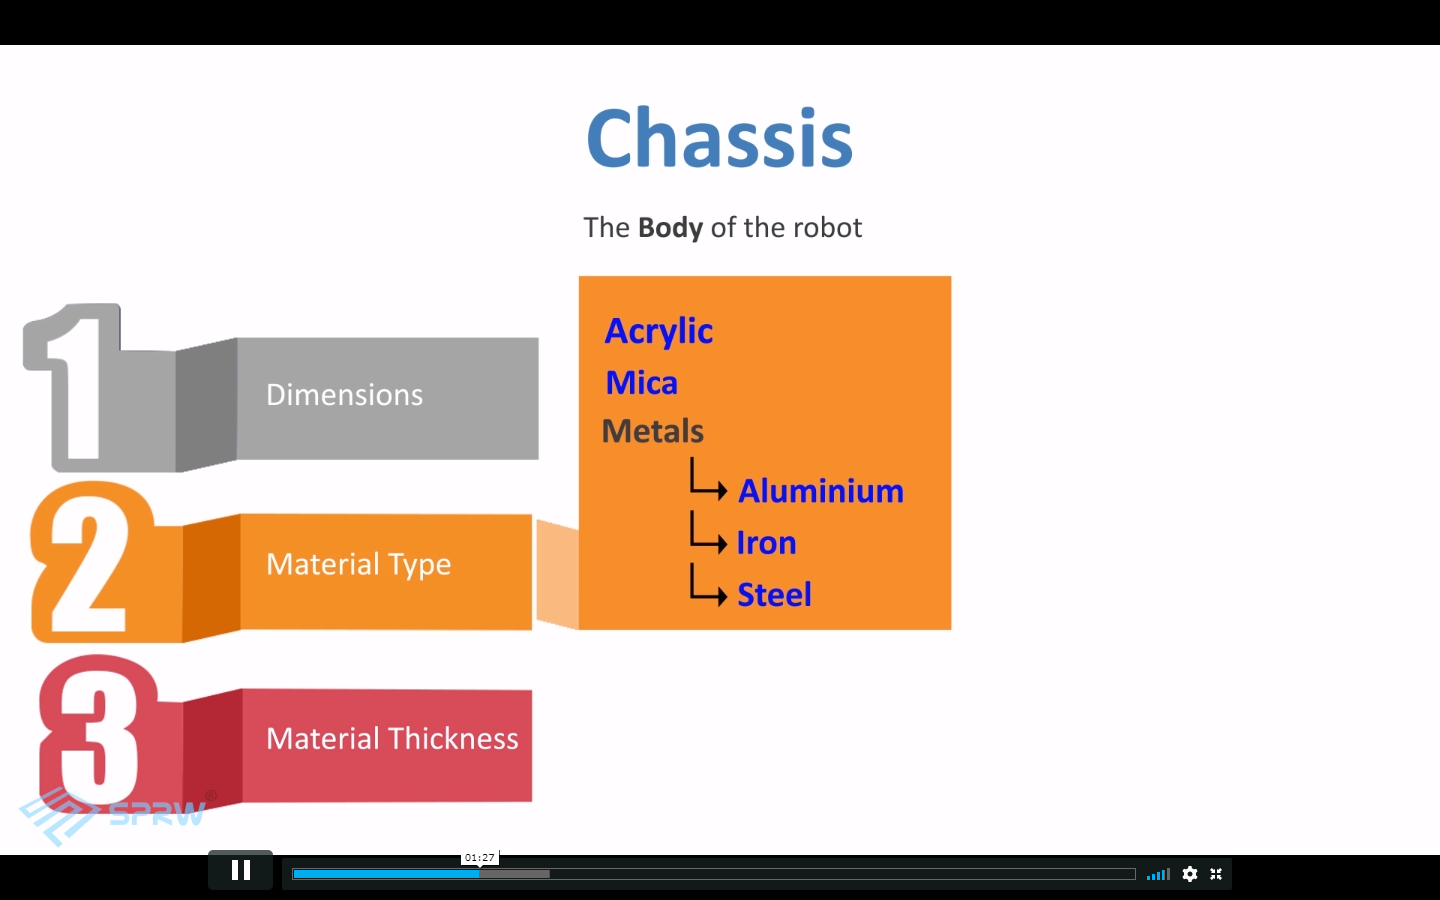 Chassis
The Body of the robot
1
Dimensions
2
Material Type
3
Material Thickness
Acrylic
Mica
Metals
Aluminium
Iron
Steel
SPRW®
01:27